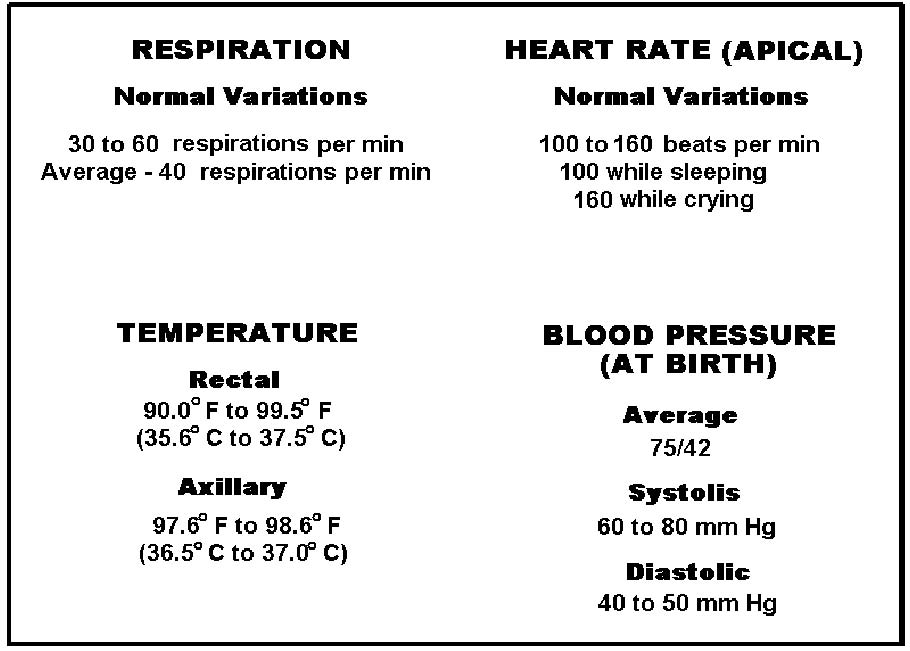 RESPIRATION
Normal Variations
30 to 60 respirations per min
Average - 40 respirations per min
HEART RATE (APICAL)
Normal Variations
100 to 160 beats per min
100 while sleeping
160 while crying
TEMPERATURE
Rectal
90.0° F to 99.5° F
(35.6° C to 37.5° C)
Axillary
97.6° F to 98.6° F
(36.5° C to 37.0° C)
BLOOD PRESSURE
(AT BIRTH)
Average
75/42
Systolis
60 to 80 mm Hg
Diastolic
40 to 50 mm Hg